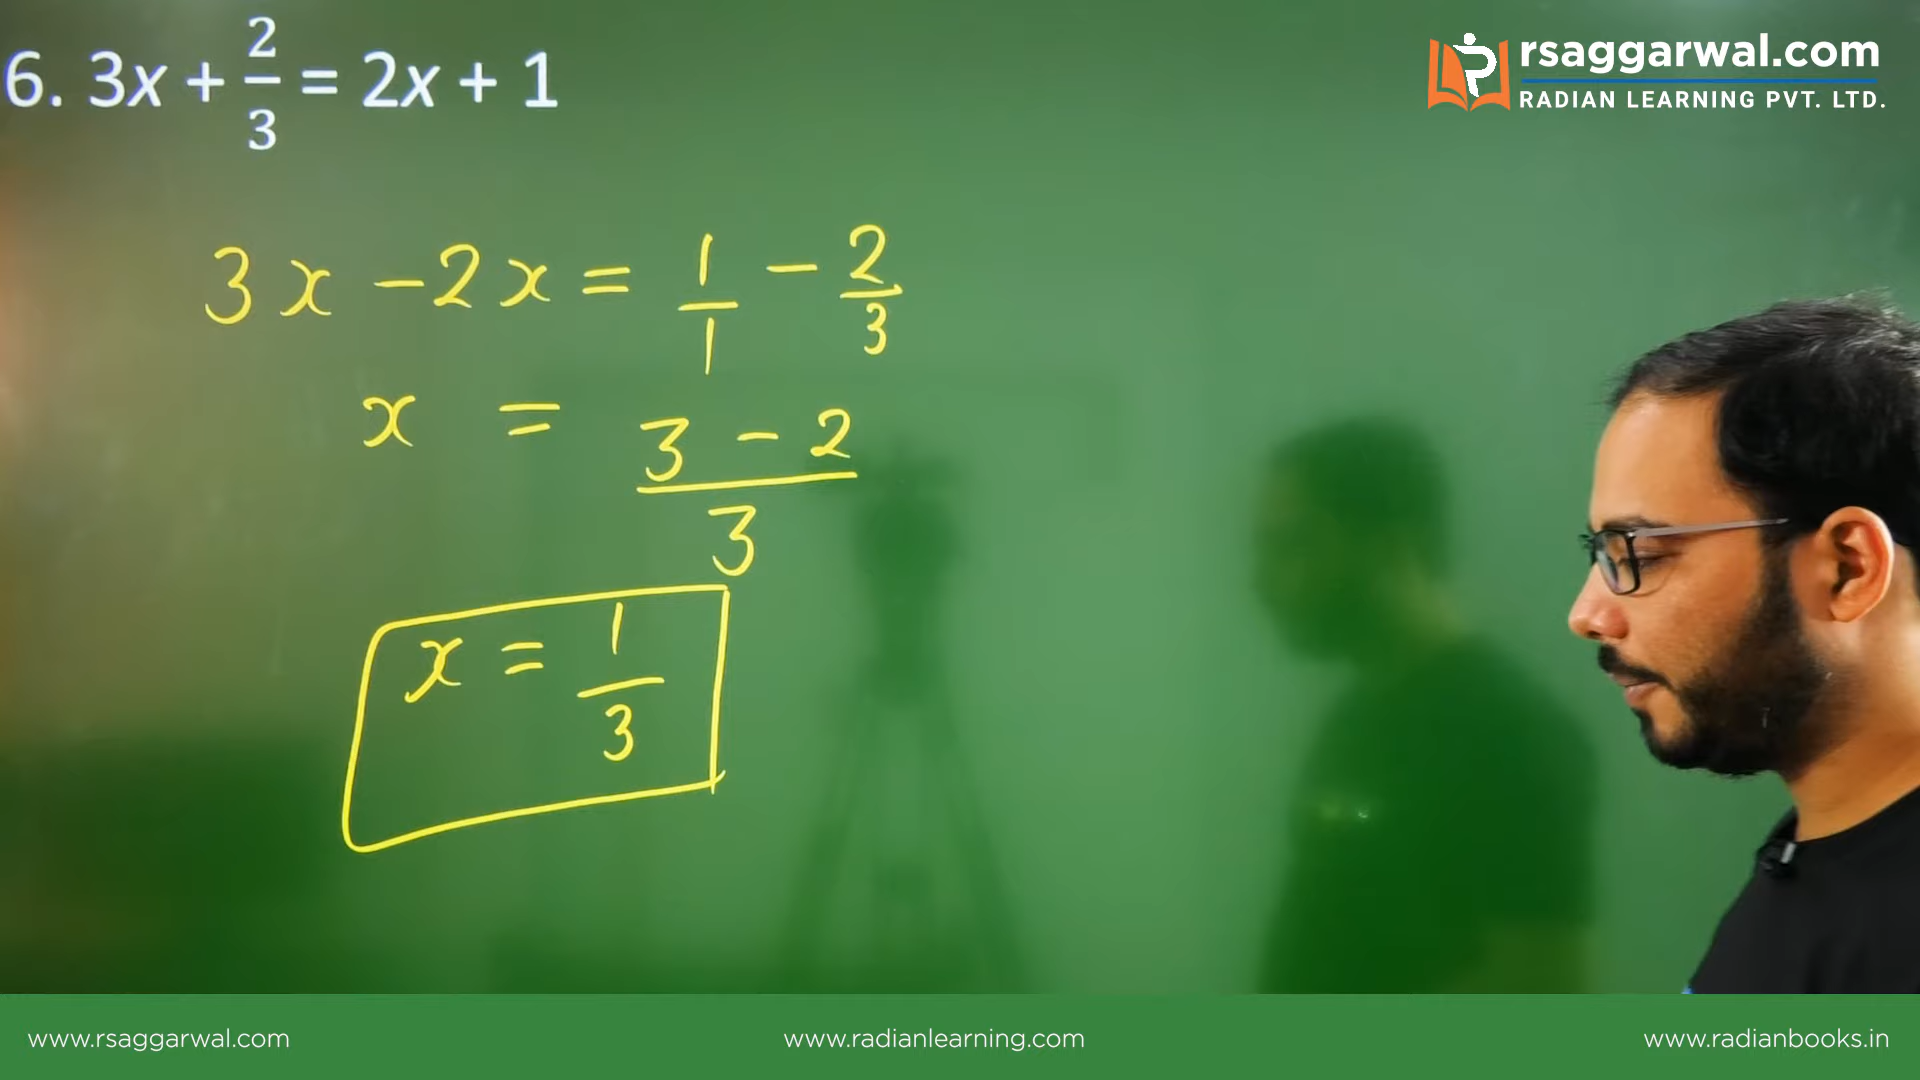 6. 3x + 2/3 = 2x + 1
rsaggarwal.com
RADIAN LEARNING PVT. LTD.
3x - 2x = 1/1 - 2/3
x = (3 - 2)/3
x = 1/3
www.rsaggarwal.com
www.radianlearning.com
www.radianbooks.in